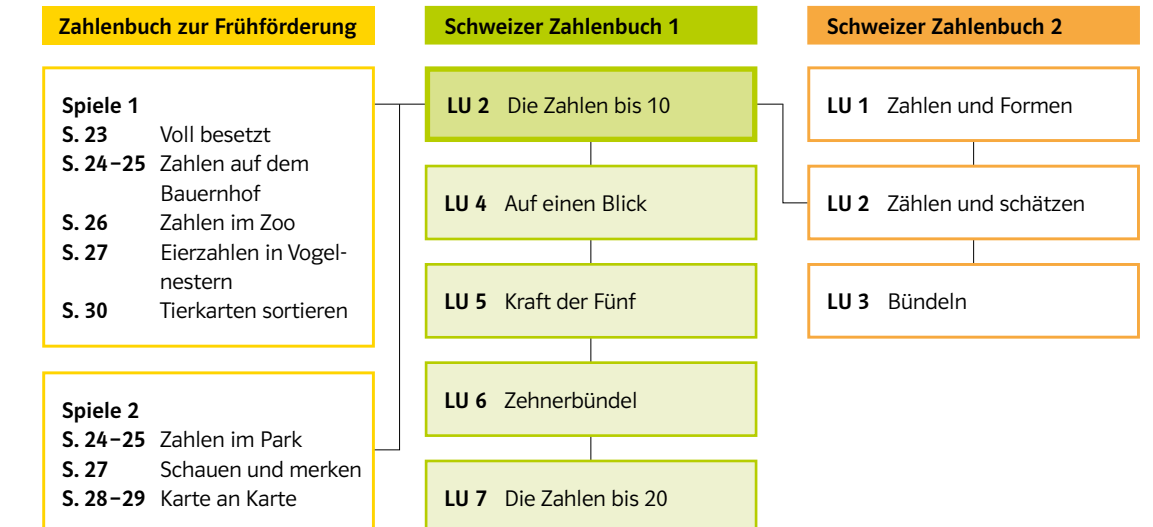 Zahlenbuch zur Frühförderung
Spiele 1
S. 23 Voll besetzt
S. 24–25 Zahlen auf dem
Bauernhof
S. 26 Zahlen im Zoo
S. 27 Eierzahlen in Vogel-
nestern
S. 30 Tierkarten sortieren
Spiele 2
S. 24–25 Zahlen im Park
S. 27 Schauen und merken
S. 28–29 Karte an Karte
Schweizer Zahlenbuch 1
LU 2 Die Zahlen bis 10
LU 4 Auf einen Blick
LU 5 Kraft der Fünf
LU 6 Zehnerbündel
LU 7 Die Zahlen bis 20
Schweizer Zahlenbuch 2
LU 1 Zahlen und Formen
LU 2 Zählen und schätzen
LU 3 Bündeln